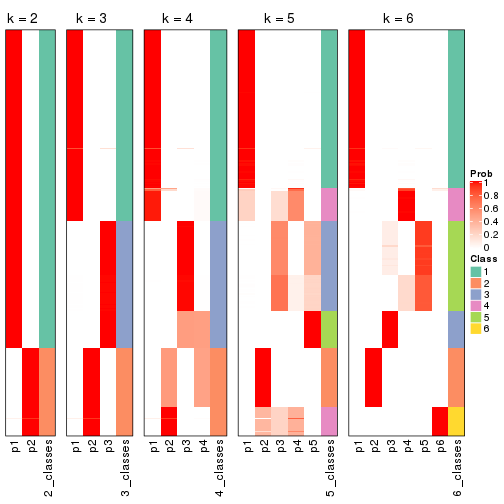 k = 2
k = 3
k = 4
k = 5
k = 6
Prob
1
0.8
0.6
0.4
0.2
0
Class
1
2
3
4
5
6
p1
p2
2_classes
p1
p2
p3
3_classes
p1
p2
p3
p4
4_classes
p1
p2
p3
p4
p5
5_classes
p1
p2
p3
p4
p5
p6
6_classes